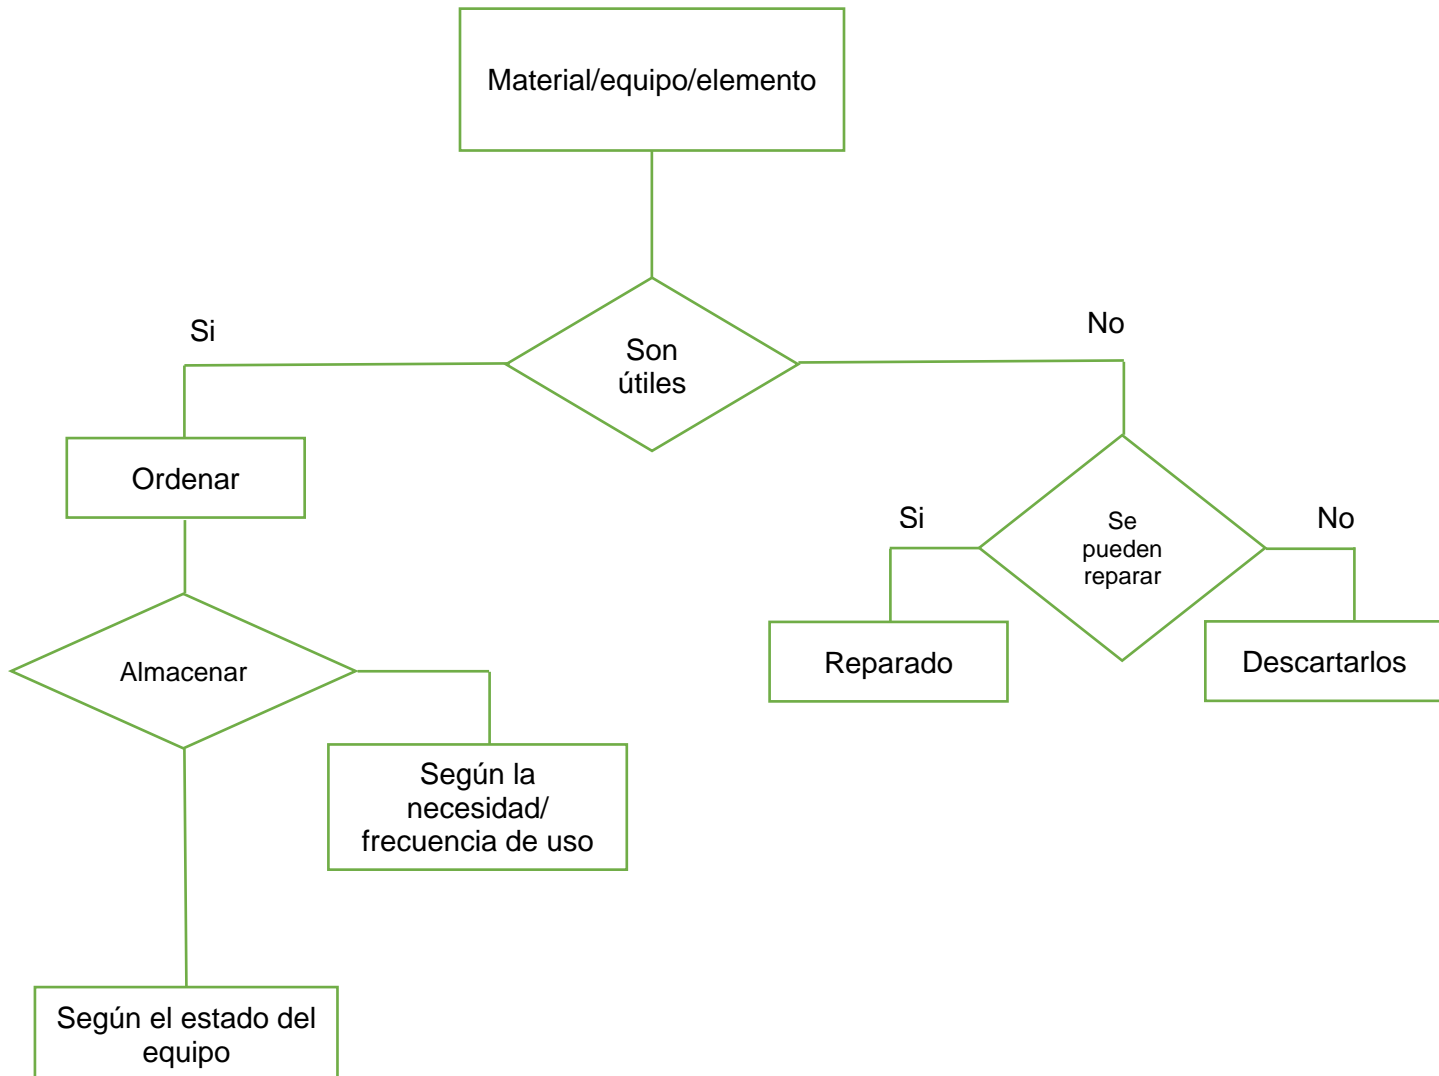 Material/equipo/elemento
Si
No
Son
útiles
Ordenar
Si
No
Se
pueden
reparar
Almacenar
Reparado
Descartarlos
Según la
necesidad/
frecuencia de uso
Según el estado del
equipo